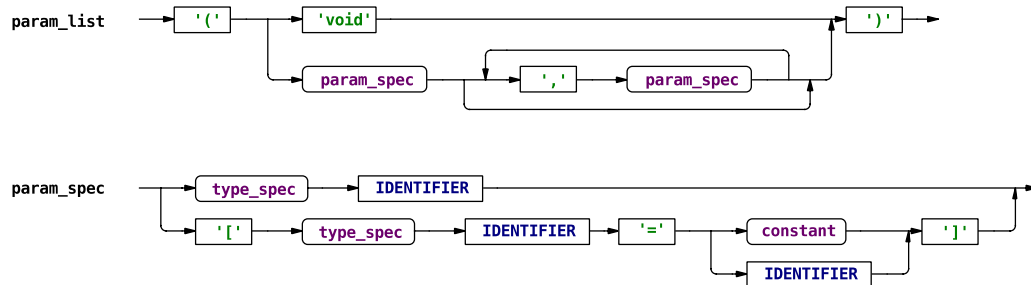 param_list '(' 'void' ')'
param_spec ',' param_spec
param_spec type_spec IDENTIFIER
'[' type_spec IDENTIFIER '=' constant ']'
IDENTIFIER